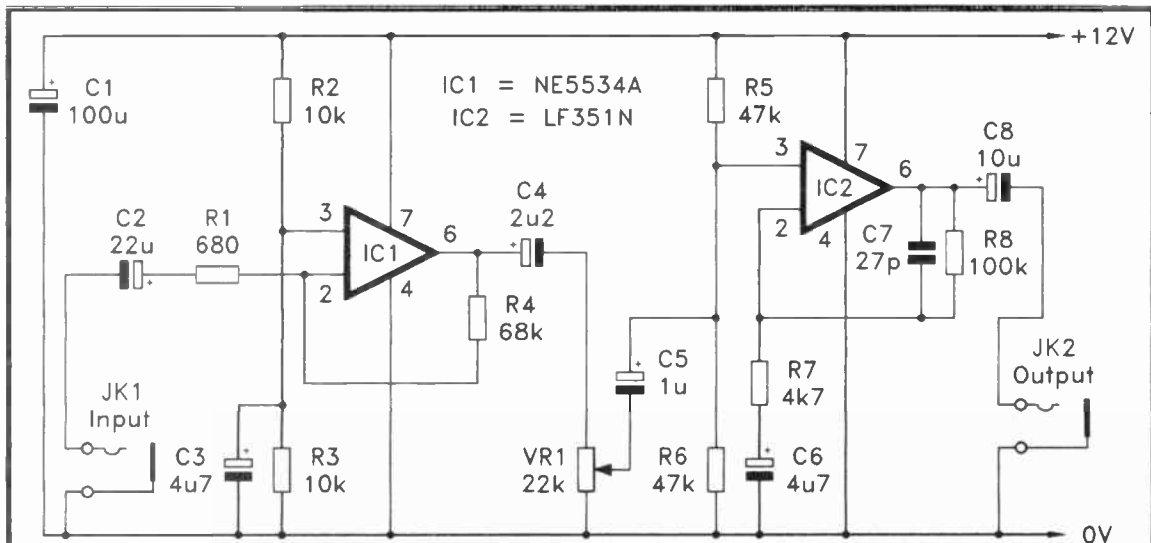 +12V
C1
100u
R2
10k
IC1 = NE5534A
IC2 = LF351N
R5
47k
C8
10u
+
3
7
6
IC2
2
4
C7
27p
R8
100k
C2
22u
+
R1
680
3
7
6
IC1
2
4
C4
2u2
+
R4
68k
C5
1u
+
R7
4k7
JK2
Output
JK1
Input
C3
4u7
+
R3
10k
VR1
22k
R6
47k
C6
4u7
+
+
0V